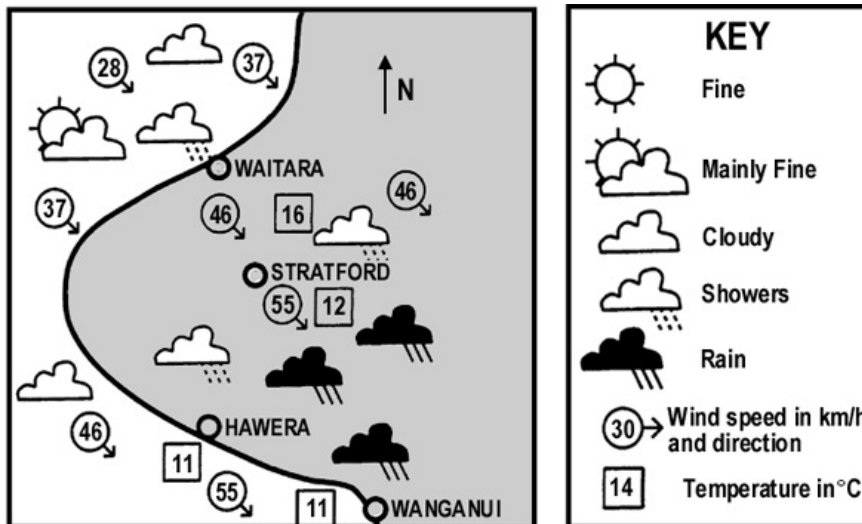 28
37
N
WAITARA
37
46
16
46
STRATFORD
55
12
46
HAWERA
11
55
11
WANGANUI
KEY
Fine
Mainly Fine
Cloudy
Showers
Rain
30
Wind speed in km/h
and direction
14
Temperature in °C